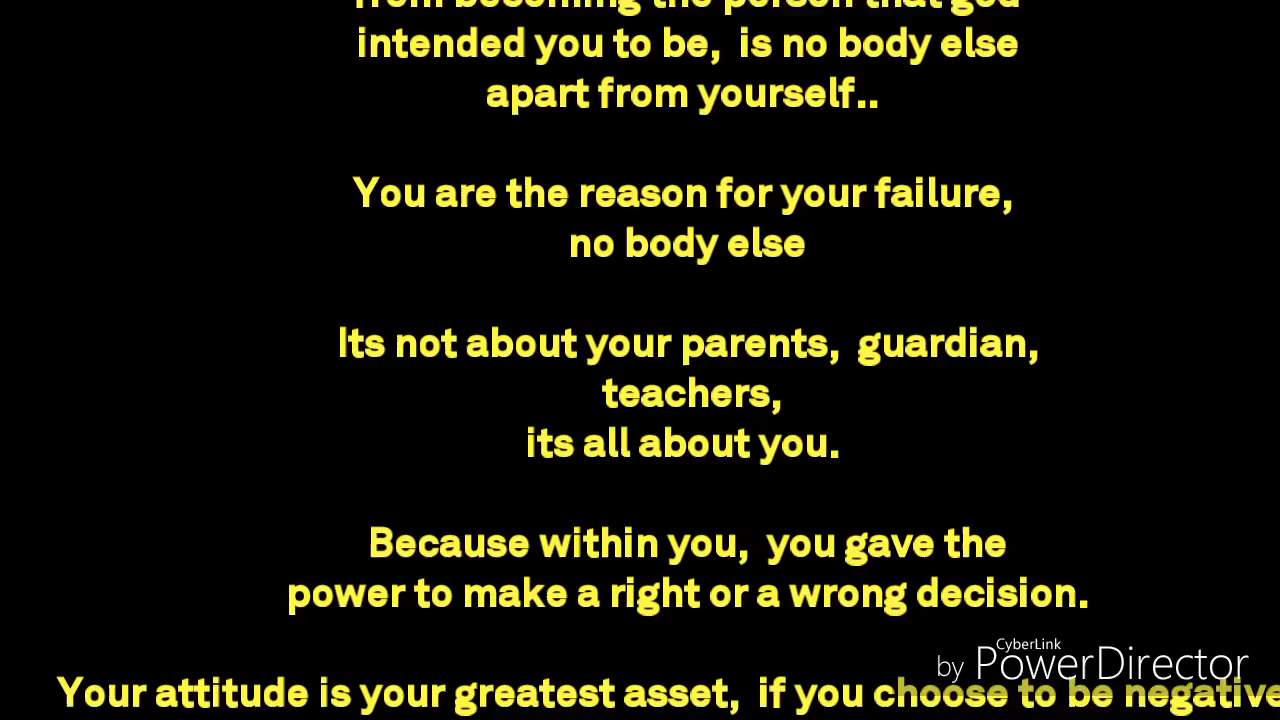 from becoming the person that god
intended you to be,  is no body else
apart from yourself..
You are the reason for your failure,
no body else
Its not about your parents,  guardian,
teachers,
its all about you.
Because within you,  you gave the
power to make a right or a wrong decision.
Your attitude is your greatest asset,  if you choose to be negative
CyberLink
by PowerDirector